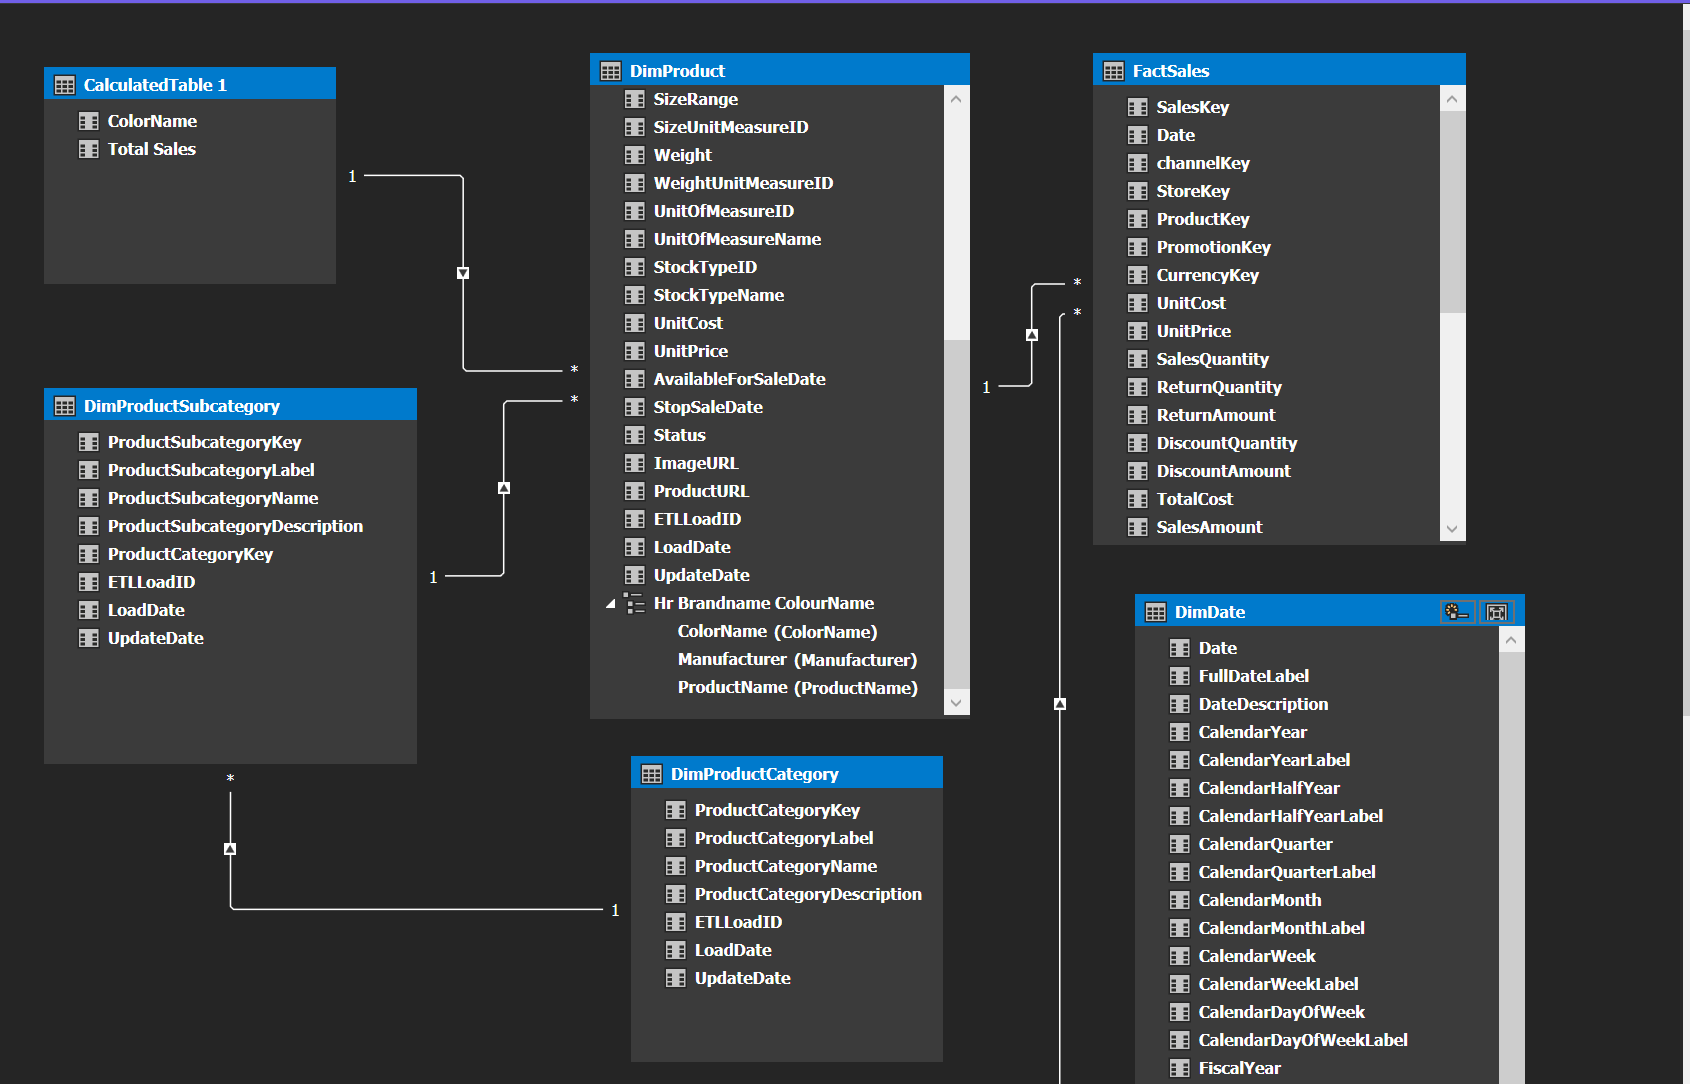 CalculatedTable 1
ColorName
Total Sales
1
*
DimProductSubcategory
ProductSubcategoryKey
ProductSubcategoryLabel
ProductSubcategoryName
ProductSubcategoryDescription
ProductCategoryKey
ETLLoadID
LoadDate
UpdateDate
1
*
*
DimProduct
SizeRange
SizeUnitMeasureID
Weight
WeightUnitMeasureID
UnitOfMeasureID
UnitOfMeasureName
StockTypeID
StockTypeName
UnitCost
UnitPrice
AvailableForSaleDate
StopSaleDate
Status
ImageURL
ProductURL
ETLLoadID
LoadDate
UpdateDate
Hr Brandname ColourName
ColorName (ColorName)
Manufacturer (Manufacturer)
ProductName (ProductName)
1
*
*
DimProductCategory
ProductCategoryKey
ProductCategoryLabel
ProductCategoryName
ProductCategoryDescription
ETLLoadID
LoadDate
UpdateDate
1
FactSales
SalesKey
Date
channelKey
StoreKey
ProductKey
PromotionKey
CurrencyKey
UnitCost
UnitPrice
SalesQuantity
ReturnQuantity
ReturnAmount
DiscountQuantity
DiscountAmount
TotalCost
SalesAmount
DimDate
Date
FullDateLabel
DateDescription
CalendarYear
CalendarYearLabel
CalendarHalfYear
CalendarHalfYearLabel
CalendarQuarter
CalendarQuarterLabel
CalendarMonth
CalendarMonthLabel
CalendarWeek
CalendarWeekLabel
CalendarDayOfWeek
CalendarDayOfWeekLabel
FiscalYear